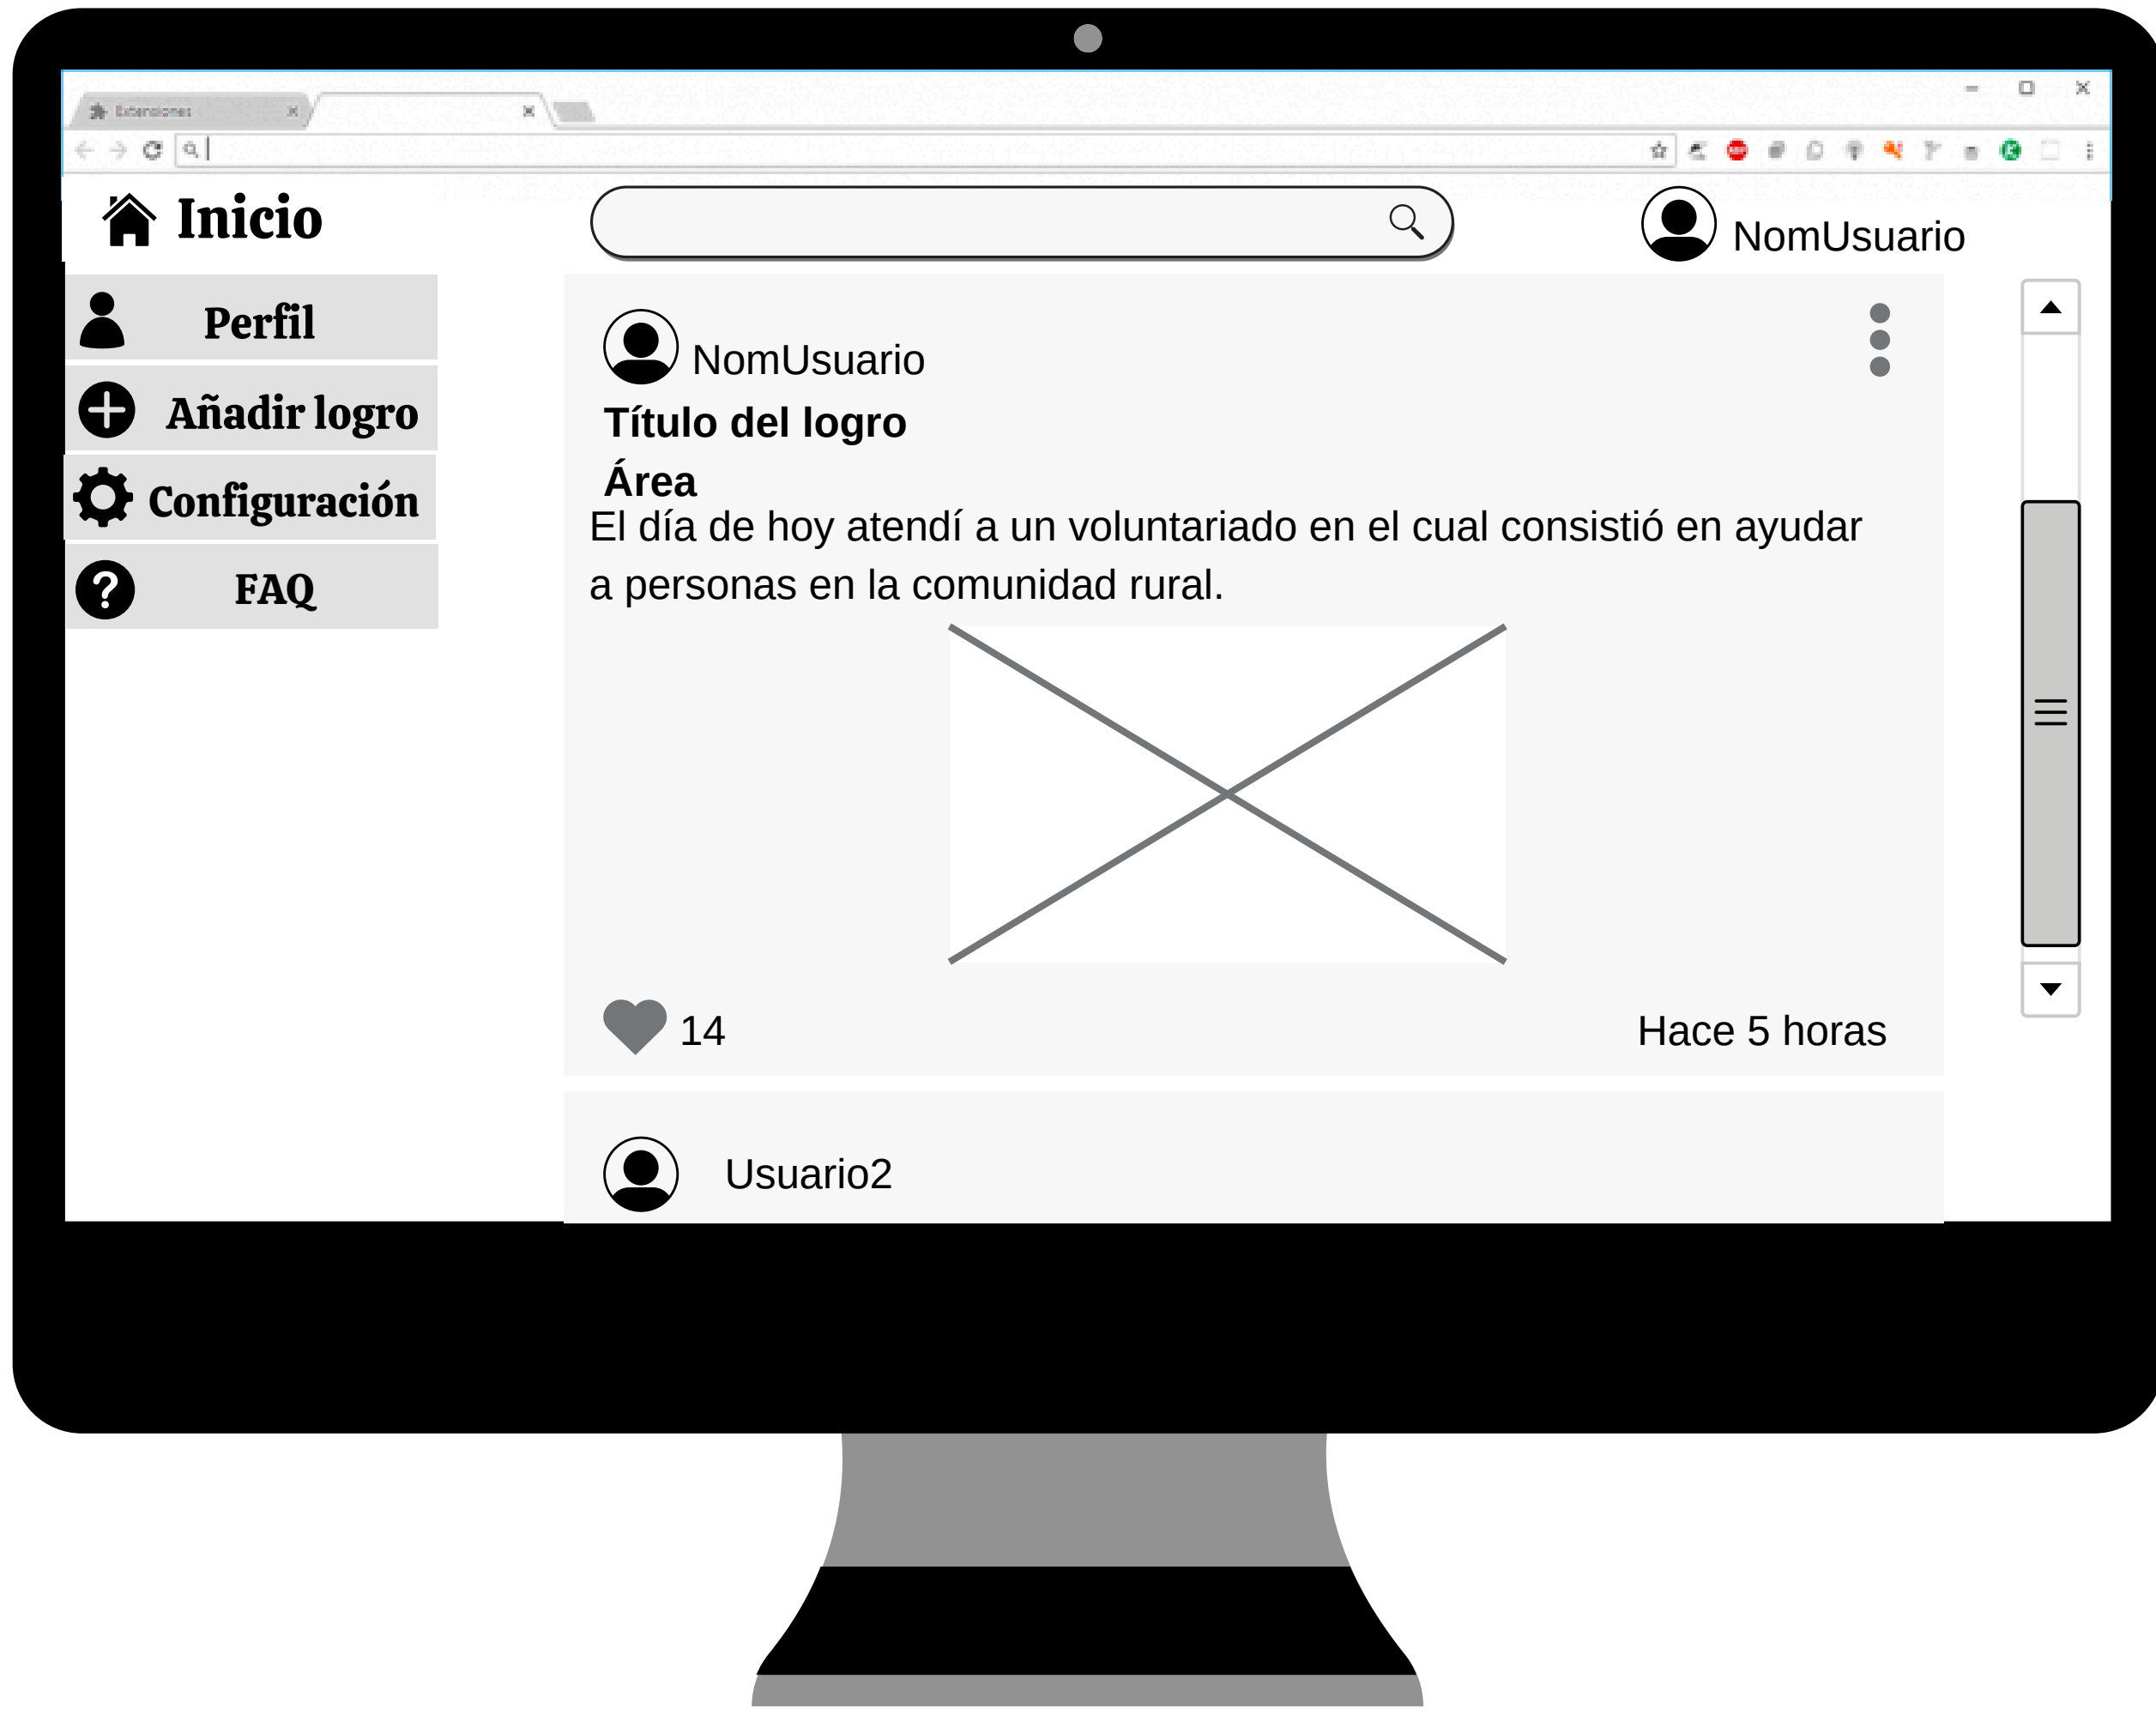 Extensiones
Inicio
NomUsuario
Perfil
Añadir logro
Configuración
FAQ
NomUsuario
Título del logro
Área
El día de hoy atendí a un voluntariado en el cual consistió en ayudar
a personas en la comunidad rural.
14
Hace 5 horas
Usuario2